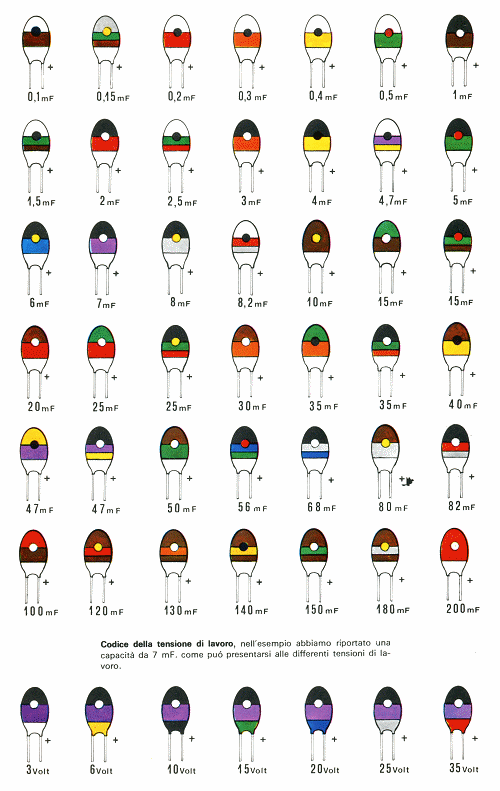 + + + + + + +
0,1mF 0,15mF 0,2mF 0,3mF 0,4mF 0,5mF 1mF
+ + + + + + +
1,5mF 2mF 2,5mF 3mF 4mF 4,7mF 5mF
+ + + + + + +
6mF 7mF 8mF 8,2mF 10mF 15mF 15mF
+ + + + + + +
20mF 25mF 25mF 30mF 35mF 35mF 40mF
+ + + + + + +
47mF 47mF 50mF 56mF 68mF 80mF 82mF
+ + + + + + +
100mF 120mF 130mF 140mF 150mF 180mF 200mF
Codice della tensione di lavoro, nell'esempio abbiamo riportato una
capacità da 7 mF. come puó presentarsi alle differenti tensioni di la-
voro.
+ + + + + + +
3Volt 6Volt 10Volt 15Volt 20Volt 25Volt 35Volt